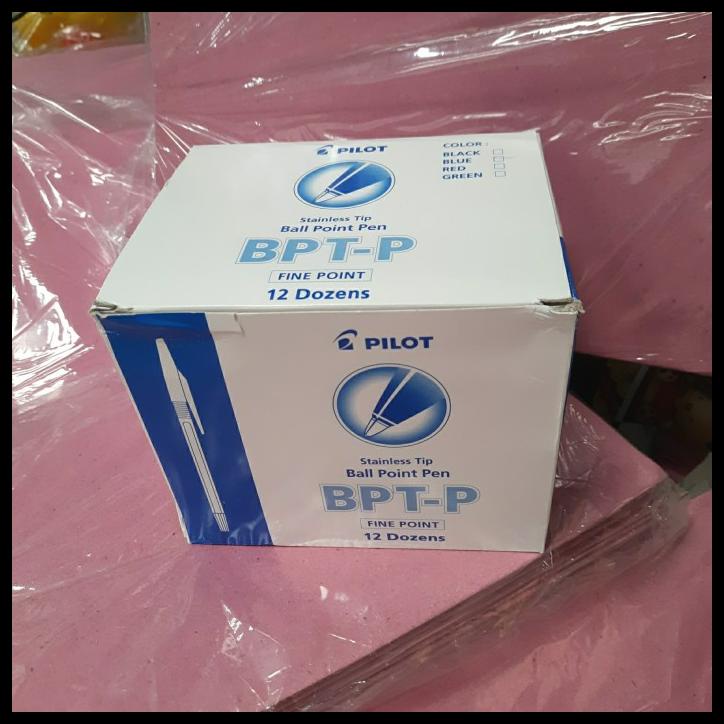 PILOT
COLOR :
BLACK
BLUE
RED
GREEN
Stainless Tip
Ball Point Pen
BPT-P
FINE POINT
12 Dozens
PILOT
Stainless Tip
Ball Point Pen
BPT-P
FINE POINT
12 Dozens